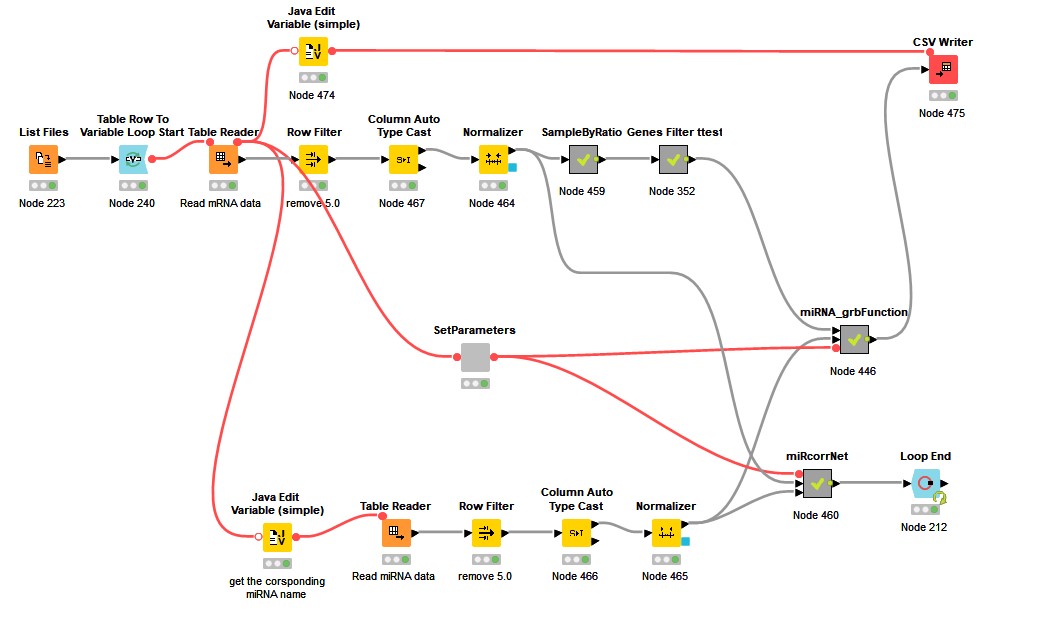 Java Edit
Variable (simple)
Node 474
CSV Writer
Node 475
List Files
Node 223
Table Row To
Variable Loop Start
Node 240
Table Reader
Read mRNA data
Row Filter
remove 5.0
Column Auto
Type Cast
Node 467
Normalizer
Node 464
SampleByRatio
Node 459
Genes Filter ttest
Node 352
SetParameters
miRNA_grbFunction
Node 446
miRcorrNet
Node 460
Loop End
Node 212
Java Edit
Variable (simple)
get the corsponding
miRNA name
Table Reader
Read miRNA data
Row Filter
remove 5.0
Column Auto
Type Cast
Node 466
Normalizer
Node 465